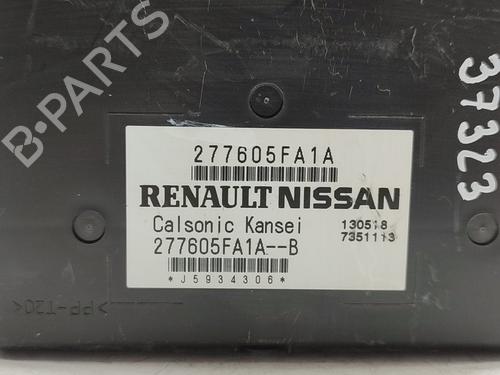 B-PARTS
37323
277605FA1A
RENAULT NISSAN
Calsonic Kansei 130518
277605FA1A--B 7351113
*J5934306*
>PP-T20<